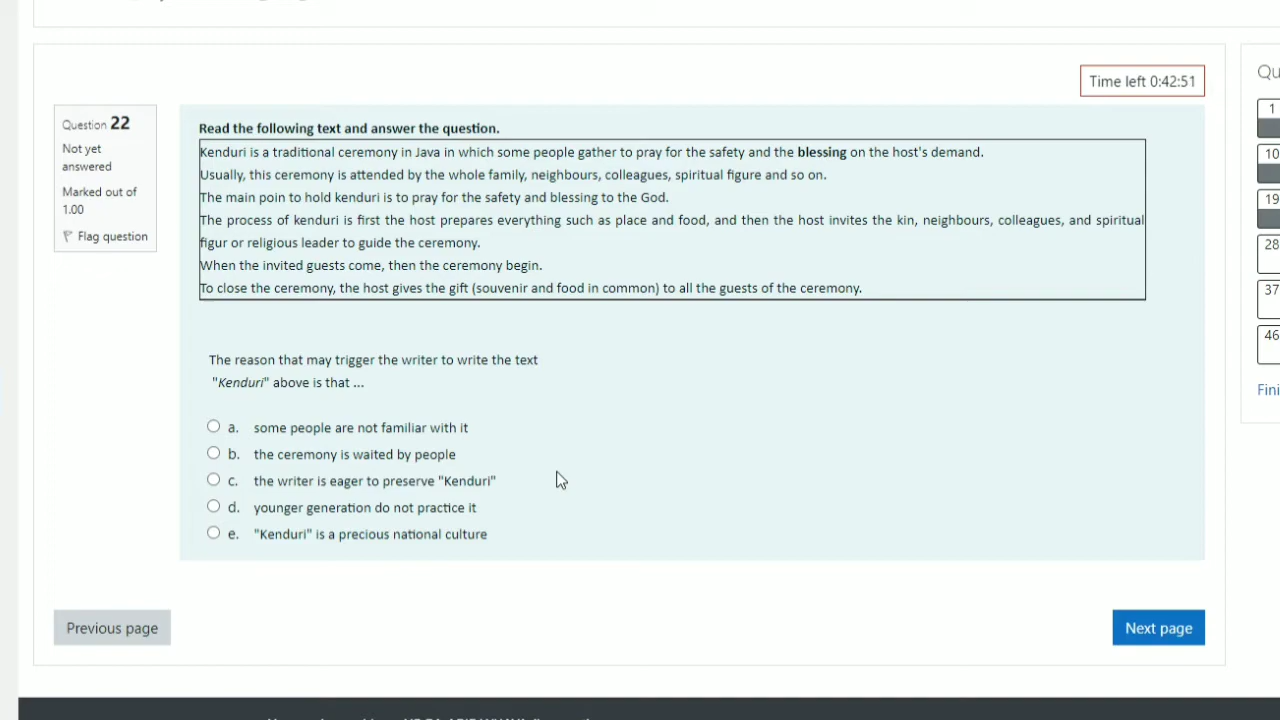 Time left 0:42:51
Question 22
Not yet
answered
Marked out of
1.00
Flag question
Read the following text and answer the question.
Kenduri is a traditional ceremony in Java in which some people gather to pray for the safety and the blessing on the host's demand.
Usually, this ceremony is attended by the whole family, neighbours, colleagues, spiritual figure and so on.
The main poin to hold kenduri is to pray for the safety and blessing to the God.
The process of kenduri is first the host prepares everything such as place and food, and then the host invites the kin, neighbours, colleagues, and spiritual
figur or religious leader to guide the ceremony.
When the invited guests come, then the ceremony begin.
To close the ceremony, the host gives the gift (souvenir and food in common) to all the guests of the ceremony.
The reason that may trigger the writer to write the text
"Kenduri" above is that ...
a. some people are not familiar with it
b. the ceremony is waited by people
c. the writer is eager to preserve "Kenduri"
d. younger generation do not practice it
e. "Kenduri" is a precious national culture
Previous page
Next page
Qu
1
10
19
28
37
46
Fini